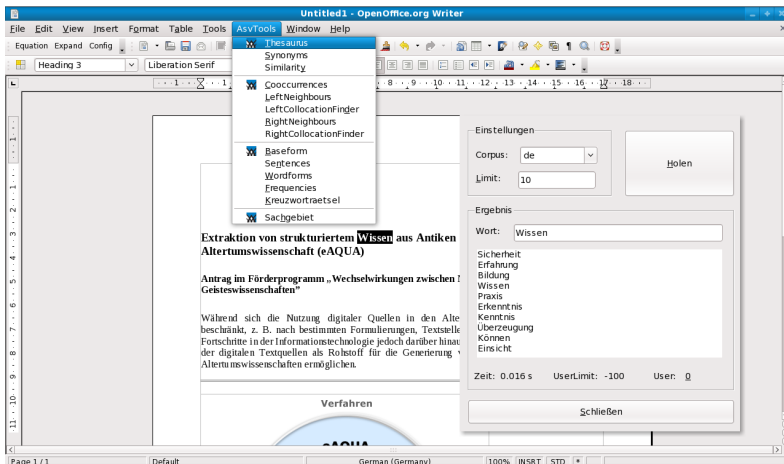 Untitled1 - OpenOffice.org Writer
File Edit View Insert Format Table Tools AsvTools Window Help
Equation Expand Config
Heading 3 Liberation Serif
Thesaurus
Synonyms
Similarity
Cooccurrences
LeftNeighbours
LeftCollocationFinder
RightNeighbours
RightCollocationFinder
Baseform
Sentences
Wordforms
Frequencies
Kreuzwortraetsel
Sachgebiet
Extraktion von strukturiertem Wissen aus Antiken
Altertumswissenschaft (eAQUA)
Antrag im Förderprogramm „Wechselwirkungen zwischen
Geisteswissenschaften”
Während sich die Nutzung digitaler Quellen in den Alte
beschränkt, z. B. nach bestimmten Formulierungen, Textstelle
Fortschritte in der Informationstechnologie jedoch darüber hinau
der digitalen Textquellen als Rohstoff für die Generierung
Altertumswissenschaften ermöglichen.
Verfahren
eAQUA
Einstellungen
Corpus: de
Limit: 10
Holen
Ergebnis
Wort: Wissen
Sicherheit
Erfahrung
Bildung
Wissen
Praxis
Erkenntnis
Kenntnis
Überzeugung
Können
Einsicht
Zeit: 0.016 s UserLimit: -100 User: 0
Schließen
Page 1 / 1 Default German (Germany) 100% INSRT STD *